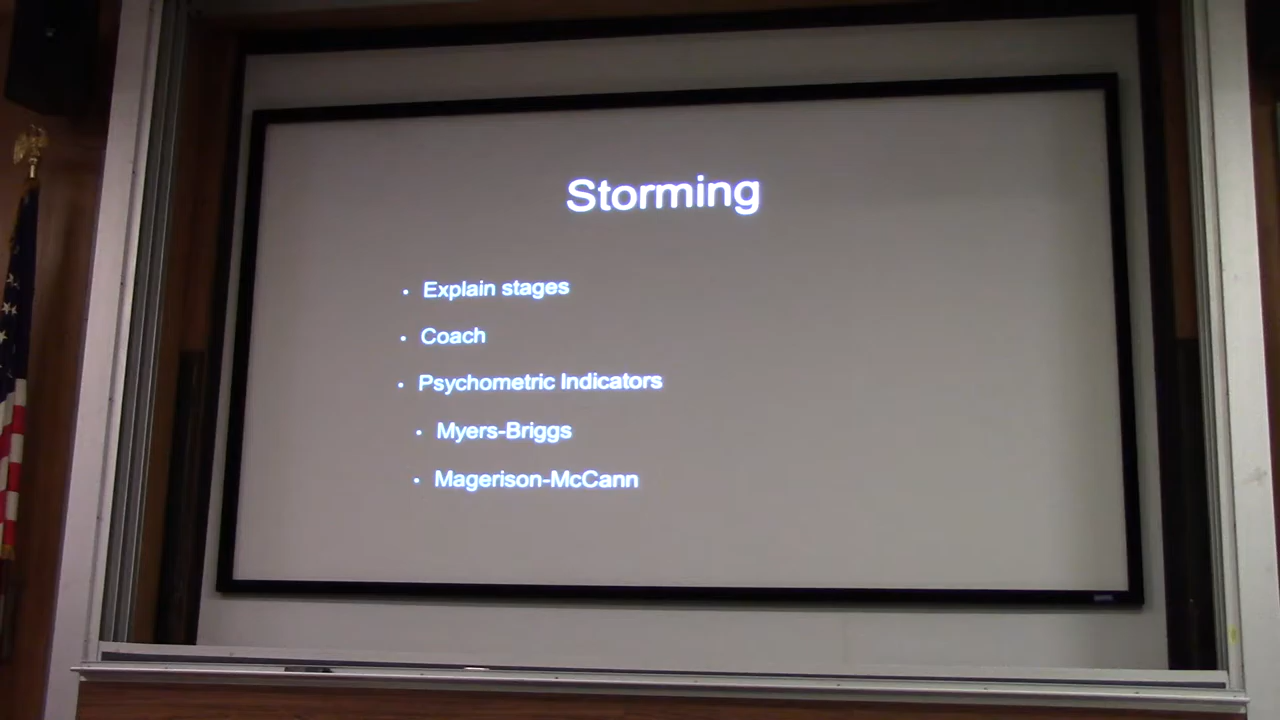 Storming
• Explain stages
• Coach
• Psychometric Indicators
• Myers-Briggs
• Magerison-McCann